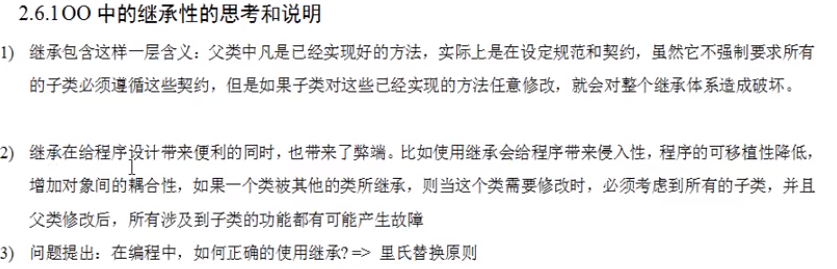 2.6.1OO 中的继承性的思考和说明
1) 继承包含这样一层含义：父类中凡是已经实现好的方法，实际上是在设定规范和契约，虽然它不强制要求所有
的子类必须遵循这些契约，但是如果子类对这些已经实现的方法任意修改，就会对整个继承体系造成破坏。
2) 继承在给程序设计带来便利的同时，也带来了弊端。比如使用继承会给程序带来侵入性，程序的可移植性降低，
增加对象间的耦合性，如果一个类被其他的类所继承，则当这个类需要修改时，必须考虑到所有的子类，并且
父类修改后，所有涉及到子类的功能都有可能产生故障
3) 问题提出：在编程中，如何正确的使用继承? => 里氏替换原则